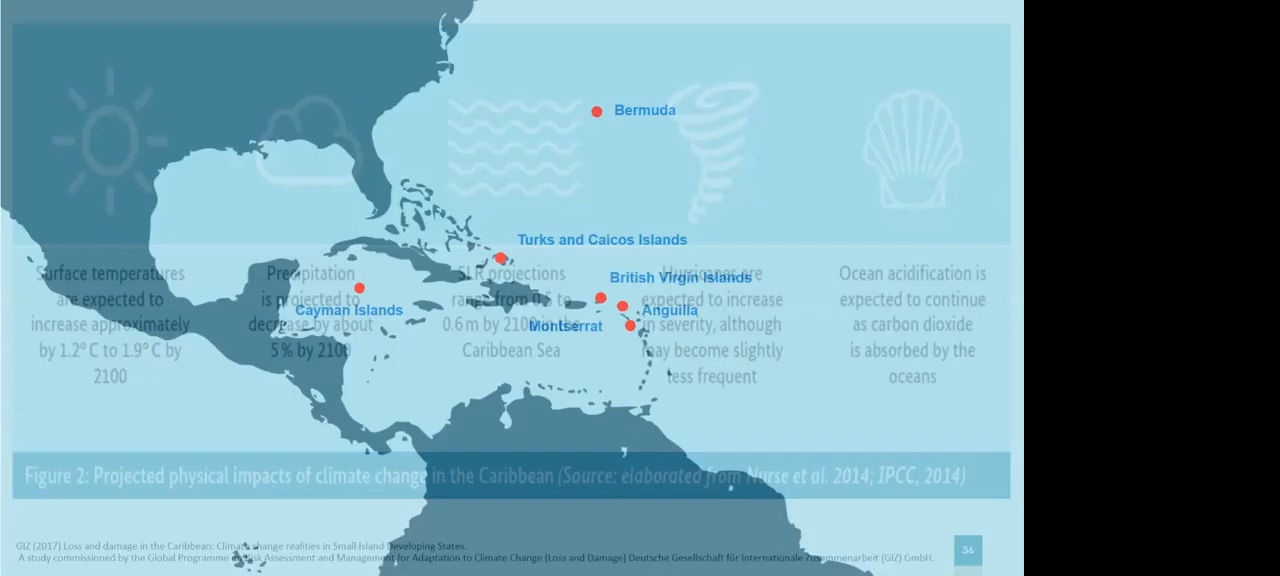 Bermuda
Turks and Caicos Islands
British Virgin Islands
Cayman Islands
Anguilla
Montserrat
Surface temperatures
are expected to
increase approximately
by 1.2° C to 1.9° C by
2100
Precipitation
is projected to
decrease by about
5 % by 2100
SLR projections
range from 0.5 to
0.6 m by 2100 in the
Caribbean Sea
Hurricanes are
expected to increase
in severity, although
may become slightly
less frequent
Ocean acidification is
expected to continue
as carbon dioxide
is absorbed by the
oceans
Figure 2: Projected physical impacts of climate change in the Caribbean (Source: elaborated from Nurse et al. 2014; IPCC, 2014)
GIZ (2017) Loss and damage in the Caribbean: Climate change realities in Small Island Developing States.
A study commissioned by the Global Programme on Risk Assessment and Management for Adaptation to Climate Change (Loss and Damage) Deutsche Gesellschaft für Internationale Zusammenarbeit (GIZ) GmbH.
36